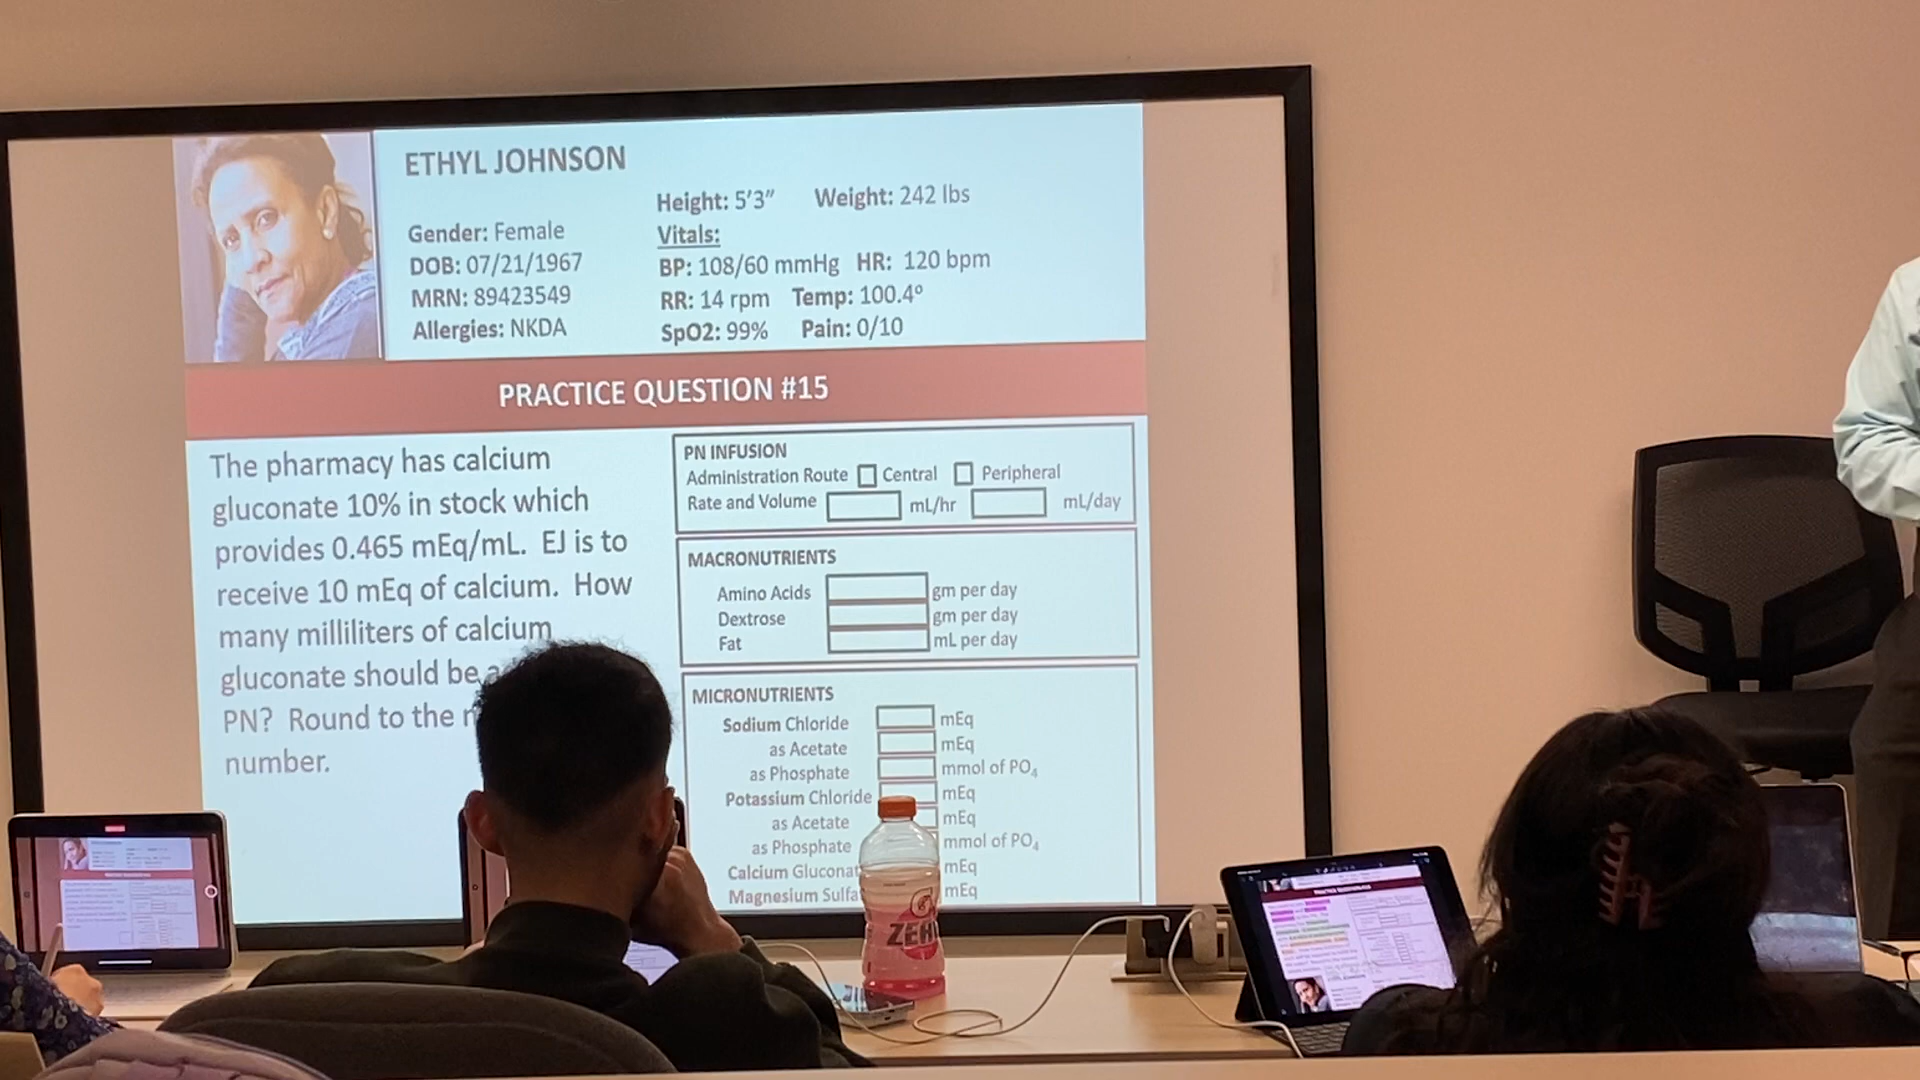 ETHYL JOHNSON
Height: 5'3" Weight: 242 lbs
Gender: Female
Vitals:
DOB: 07/21/1967
BP: 108/60 mmHg HR: 120 bpm
MRN: 89423549
RR: 14 rpm Temp: 100.4º
Allergies: NKDA
SpO2: 99% Pain: 0/10
PRACTICE QUESTION #15
The pharmacy has calcium
gluconate 10% in stock which
provides 0.465 mEq/mL. EJ is to
receive 10 mEq of calcium. How
many milliliters of calcium
gluconate should be
PN? Round to the
number.
PN INFUSION
Administration Route Central Peripheral
Rate and Volume mL/hr mL/day
MACRONUTRIENTS
Amino Acids gm per day
Dextrose gm per day
Fat mL per day
MICRONUTRIENTS
Sodium Chloride mEq
as Acetate mEq
as Phosphate mmol of PO4
Potassium Chloride mEq
as Acetate mEq
as Phosphate mmol of PO4
Calcium Gluconat mEq
Magnesium Sulfa mEq
G
ZER